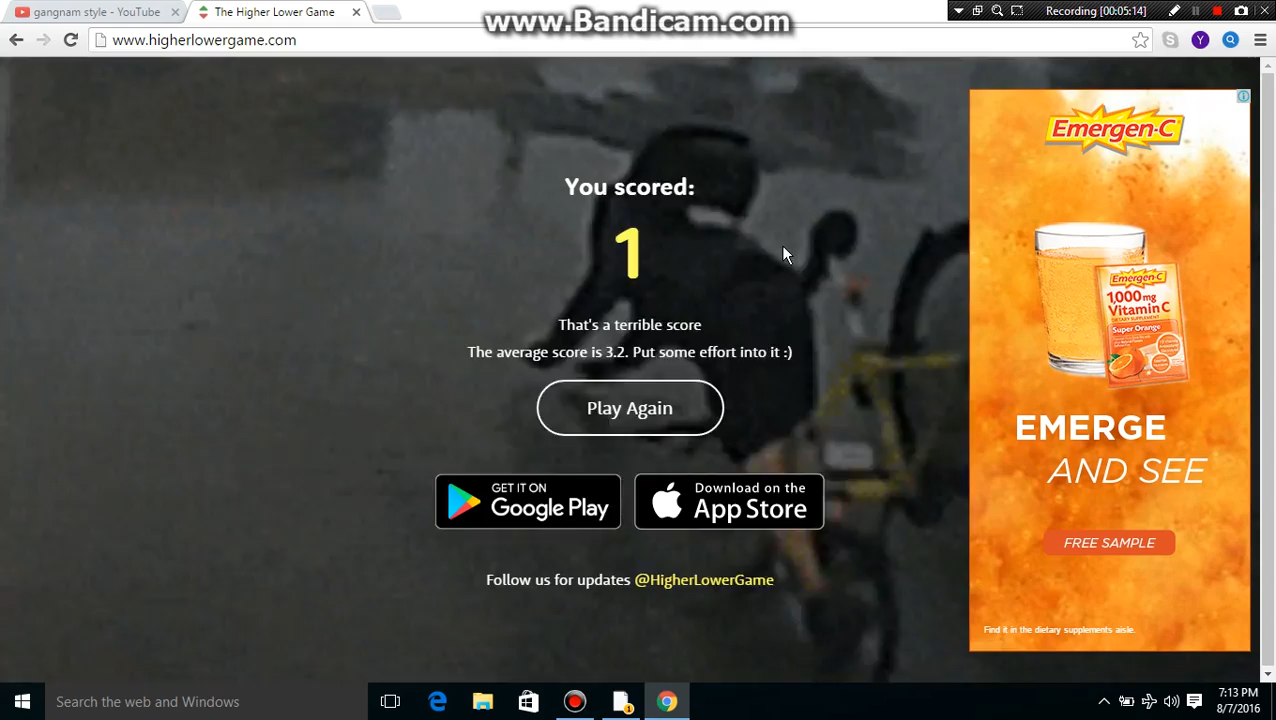 gangnam style - YouTube
The Higher Lower Game
www.Bandicam.com
Recording [00:05:14]
www.higherlowergame.com
You scored:
1
That's a terrible score
The average score is 3.2. Put some effort into it :)
Play Again
GET IT ON
Google Play
Download on the
App Store
Follow us for updates @HigherLowerGame
Emergen-C
Emergen-C
1,000mg
Vitamin C
DIETARY SUPPLEMENT
Super Orange
EMERGE
AND SEE
FREE SAMPLE
Find it in the dietary supplements aisle.
Search the web and Windows
7:13 PM
8/7/2016